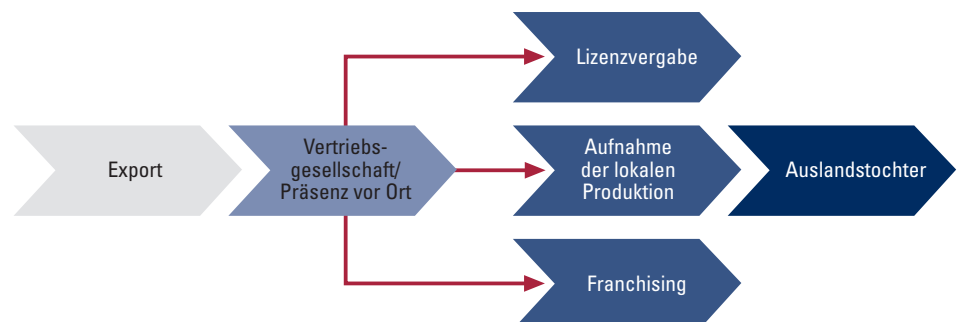 Lizenzvergabe
Export
Vertriebs-
gesellschaft/
Präsenz vor Ort
Aufnahme
der lokalen
Produktion
Auslandstochter
Franchising